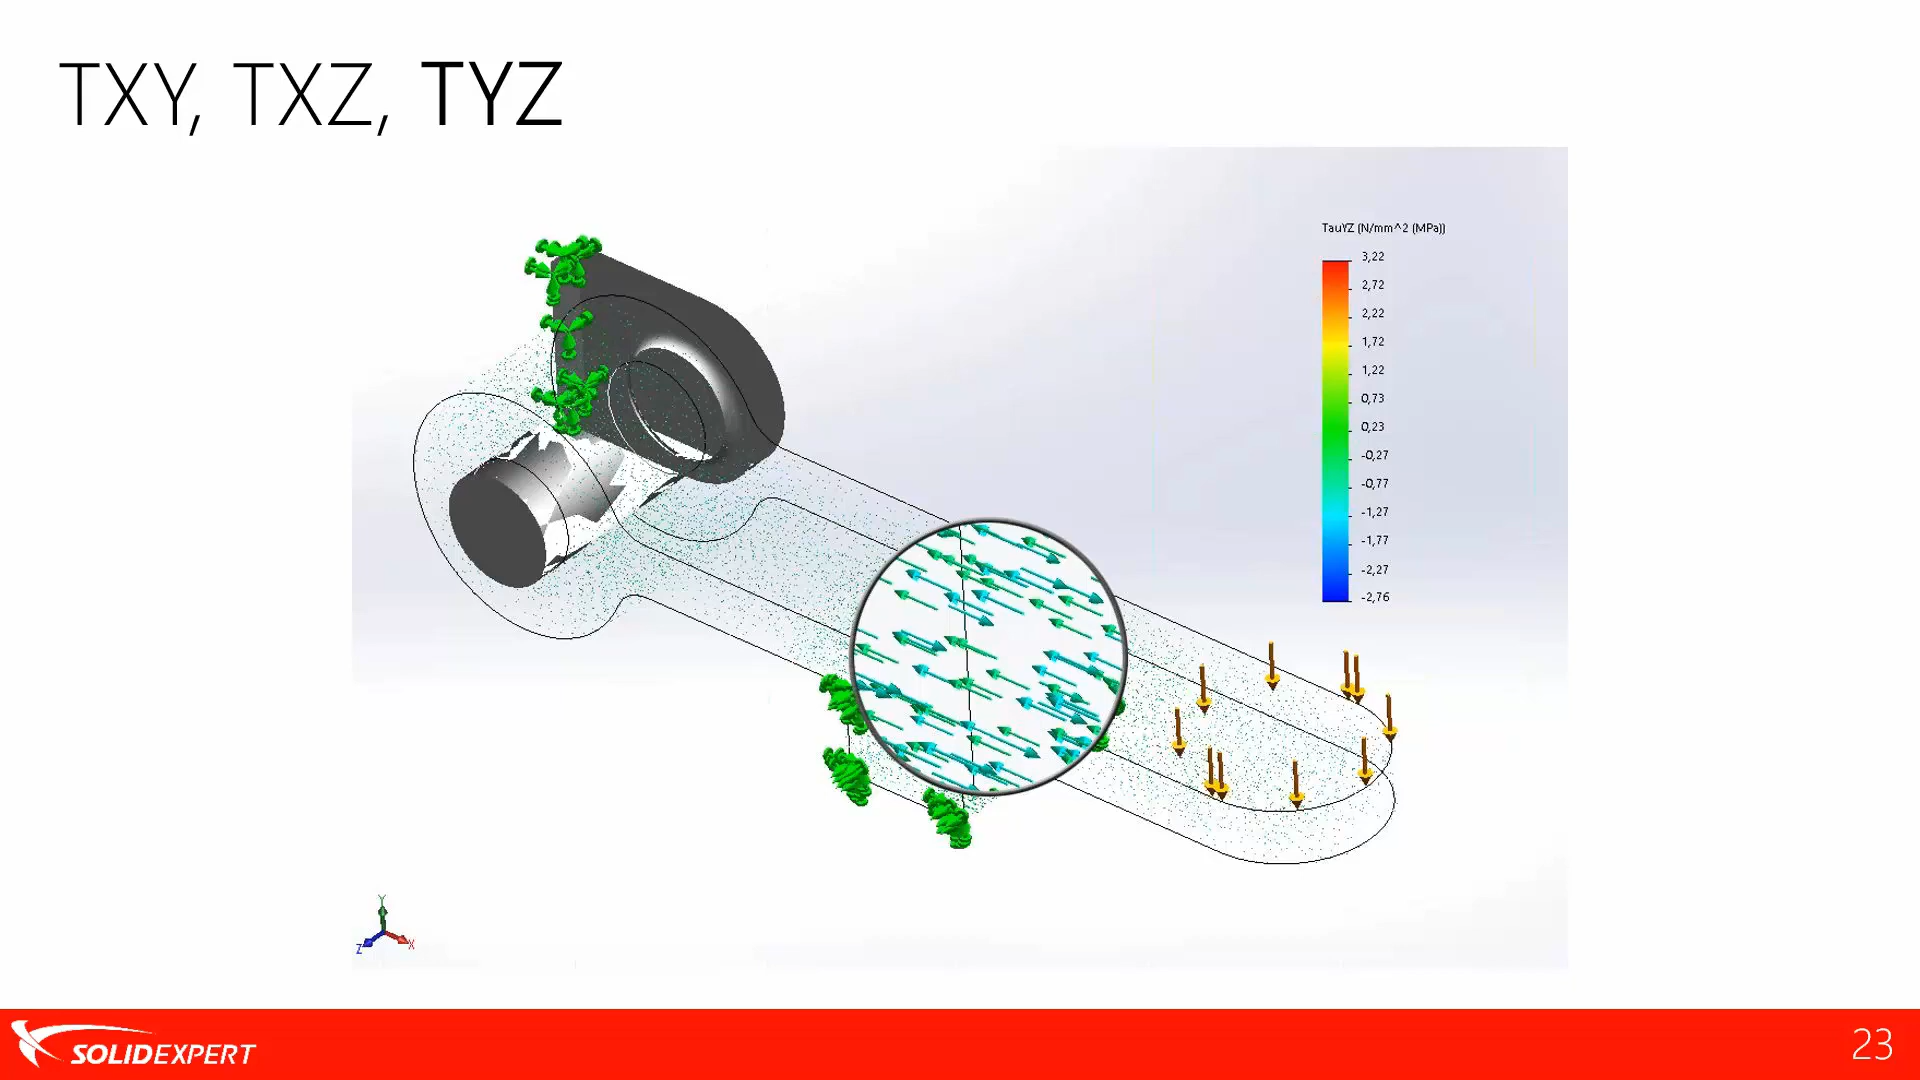 TXY, TXZ, TYZ
TauYZ (N/mm^2 (MPa))
3,22
2,72
2,22
1,72
1,22
0,73
0,23
-0,27
-0,77
-1,27
-1,77
-2,27
-2,76
Y
Z
X
SOLIDEXPERT
23